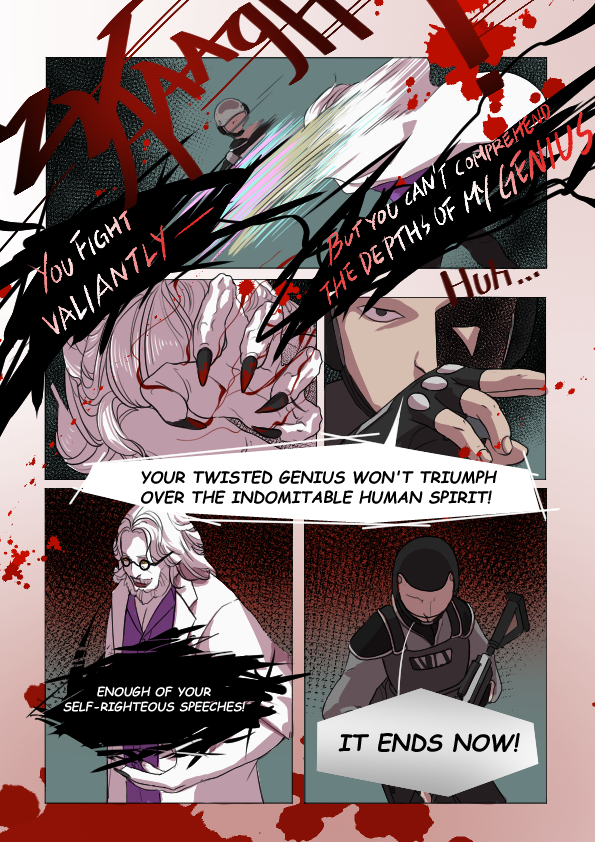 YOU FIGHT
VALIANTLY—
BUT YOU CAN'T COMPREHEND
THE DEPTHS OF MY GENIUS
HUH...
YOUR TWISTED GENIUS WON'T TRIUMPH
OVER THE INDOMITABLE HUMAN SPIRIT!
ENOUGH OF YOUR
SELF-RIGHTEOUS SPEECHES!
IT ENDS NOW!